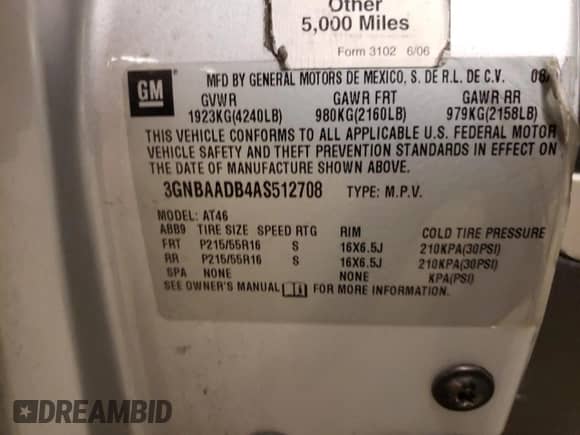 Other
5,000 Miles
Form 3102 6/06
GM
MFD BY GENERAL MOTORS DE MEXICO, S. DE R.L. DE C.V. 08/
GVWR GAWR FRT GAWR RR
1923KG(4240LB) 980KG(2160LB) 979KG(2158LB)
THIS VEHICLE CONFORMS TO ALL APPLICABLE U.S. FEDERAL MOTOR
VEHICLE SAFETY AND THEFT PREVENTION STANDARDS IN EFFECT ON
THE DATE OF MANUFACTURE SHOWN ABOVE.
3GNBAADB4AS512708 TYPE: M.P.V.
MODEL: AT46
ABB9 TIRE SIZE SPEED RTG RIM COLD TIRE PRESSURE
FRT P215/55R16 S 16X6.5J 210KPA(30PSI)
RR P215/55R16 S 16X6.5J 210KPA(30PSI)
SPA NONE NONE KPA(PSI)
SEE OWNER'S MANUAL FOR MORE INFORMATION.
DREAMBID